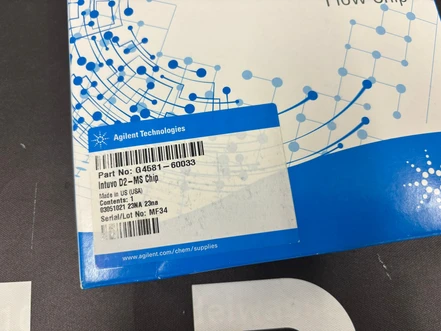 Flow Chip
Agilent Technologies
Part No: G4581-60033
Intuvo D2-MS Chip
Made in US (USA)
Contents: 1
03051021 23NA 23na
Serial/Lot No: MF34
www.agilent.com/chem/supplies